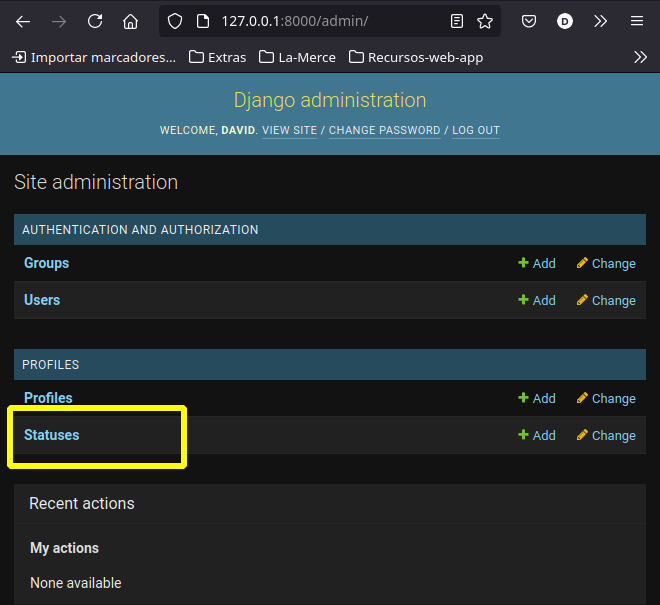 127.0.0.1:8000/admin/
D
Importar marcadores... Extras La-Merce Recursos-web-app
Django administration
WELCOME, DAVID. VIEW SITE / CHANGE PASSWORD / LOG OUT
Site administration
AUTHENTICATION AND AUTHORIZATION
Groups Add Change
Users Add Change
PROFILES
Profiles Add Change
Statuses Add Change
Recent actions
My actions
None available